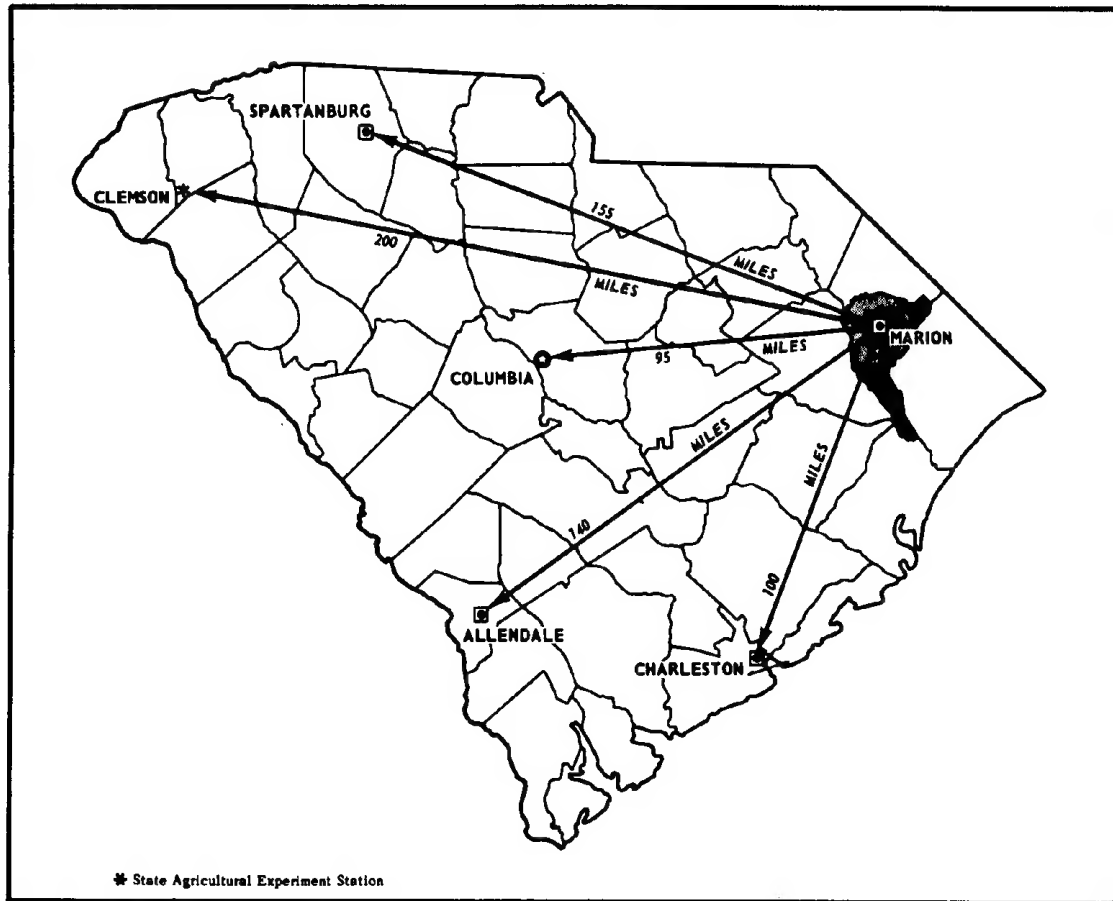 SPARTANBURG
CLEMSON *
155
MILES
200
MILES
MARION
95
MILES
COLUMBIA
MILES
140
MILES
100
ALLENDALE
CHARLESTON
* State Agricultural Experiment Station